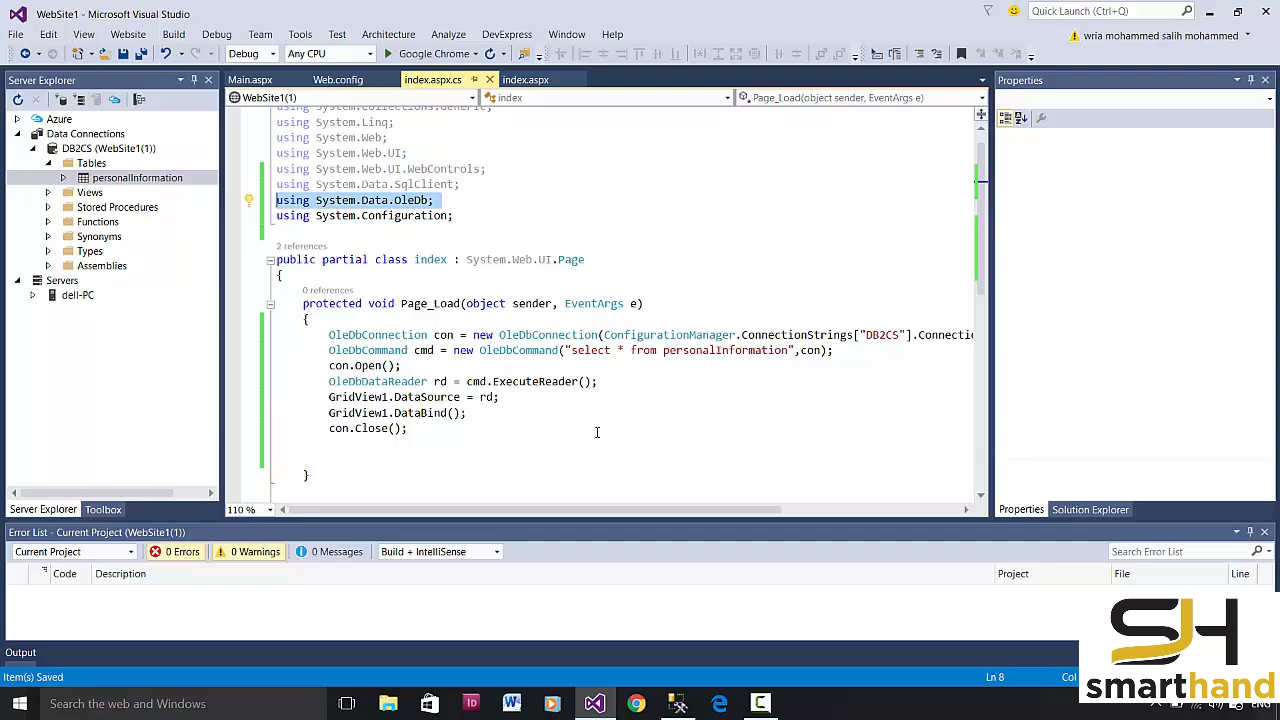 WebSite1 - Microsoft Visual Studio
Quick Launch (Ctrl+Q)
File Edit View Website Build Debug Team Tools Test Architecture Analyze DevExpress Window Help
wria mohammed salih mohammed
Debug Any CPU Google Chrome
Server Explorer
Main.aspx Web.config index.aspx.cs index.aspx
Properties
WebSite1(1) index Page_Load(object sender, EventArgs e)
Azure
Data Connections
DB2CS (WebSite1(1))
Tables
personalInformation
Views
Stored Procedures
Functions
Synonyms
Types
Assemblies
Servers
dell-PC
using System.Collections.Generic;
using System.Linq;
using System.Web;
using System.Web.UI;
using System.Web.UI.WebControls;
using System.Data.SqlClient;
using System.Data.OleDb;
using System.Configuration;
2 references
public partial class index : System.Web.UI.Page
{
0 references
protected void Page_Load(object sender, EventArgs e)
{
OleDbConnection con = new OleDbConnection(ConfigurationManager.ConnectionStrings["DB2CS"].Connectio
OleDbCommand cmd = new OleDbCommand("select * from personalInformation",con);
con.Open();
OleDbDataReader rd = cmd.ExecuteReader();
GridView1.DataSource = rd;
GridView1.DataBind();
con.Close();
}
110 %
Server Explorer Toolbox
Properties Solution Explorer
Error List - Current Project (WebSite1(1))
Current Project 0 Errors 0 Warnings 0 Messages Build + IntelliSense
Search Error List
Code Description Project File Line
Output
Item(s) Saved
Ln 8
Col
SH
smarthand
Search the web and Windows
ENG